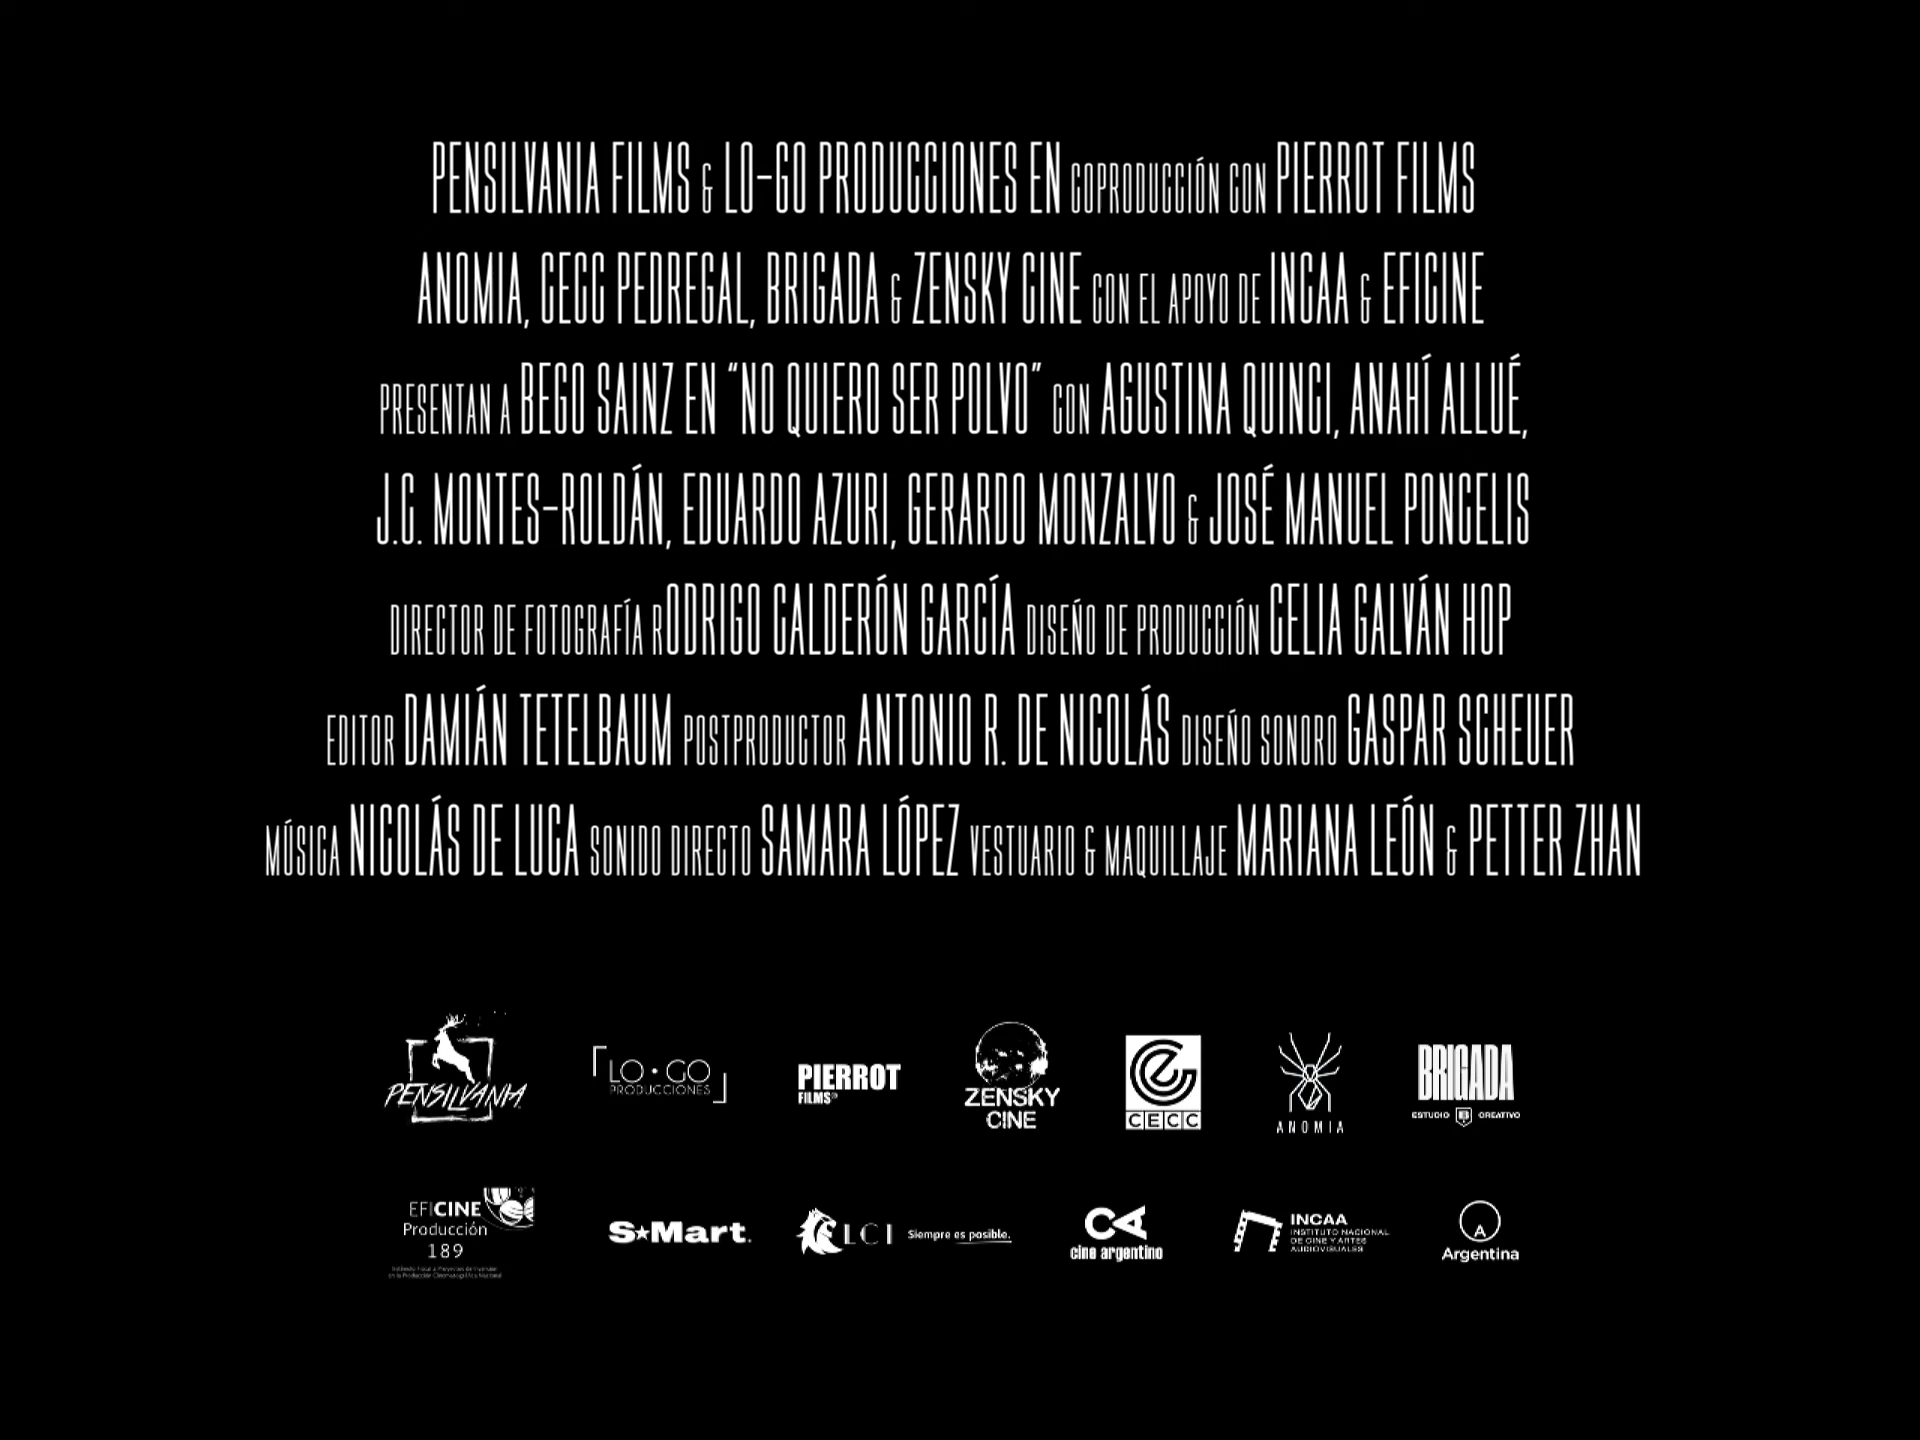 PENSILVANIA FILMS & LO-GO PRODUCCIONES EN COPRODUCCIÓN CON PIERROT FILMS
ANOMIA, CECC PEDREGAL, BRIGADA & ZENSKY CINE CON EL APOYO DE INCAA & EFICINE
PRESENTAN A BEGO SAINZ EN “NO QUIERO SER POLVO” CON AGUSTINA QUINCI, ANAHÍ ALLUÉ,
J.C. MONTES-ROLDÁN, EDUARDO AZURI, GERARDO MONZALVO & JOSÉ MANUEL PONCELIS
DIRECTOR DE FOTOGRAFÍA RODRIGO CALDERÓN GARCÍA DISEÑO DE PRODUCCIÓN CELIA GALVÁN HOP
EDITOR DAMIÁN TETELBAUM POSTPRODUCTOR ANTONIO R. DE NICOLÁS DISEÑO SONORO GASPAR SCHEUER
MÚSICA NICOLÁS DE LUCA SONIDO DIRECTO SAMARA LÓPEZ VESTUARIO & MAQUILLAJE MARIANA LEÓN & PETTER ZHAN
PENSILVANIA
LO·GO
PRODUCCIONES
PIERROT
FILMS®
ZENSKY
CINE
CECC
ANOMIA
BRIGADA
ESTUDIO B CREATIVO
EFICINE
Producción
189
S★Mart.
LCI Siempre es posible.
CA
cine argentino
INCAA
INSTITUTO NACIONAL
DE CINE Y ARTES
AUDIOVISUALES
A
Argentina